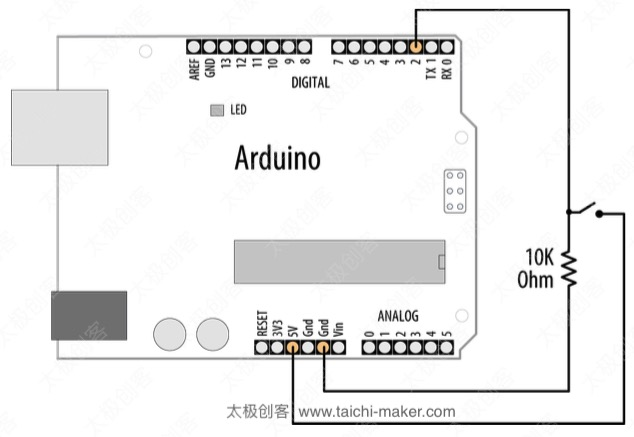 AREF GND 13 12 11 10 9 8 7 6 5 4 3 2 TX 1 RX 0
DIGITAL
LED
Arduino
10K
Ohm
ANALOG
RESET 3V3 5V Gnd Gnd Vin 0 1 2 3 4 5
太极创客 www.taichi-maker.com